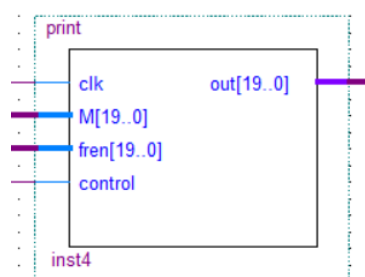 print
clk out[19..0]
M[19..0]
fren[19..0]
control
inst4